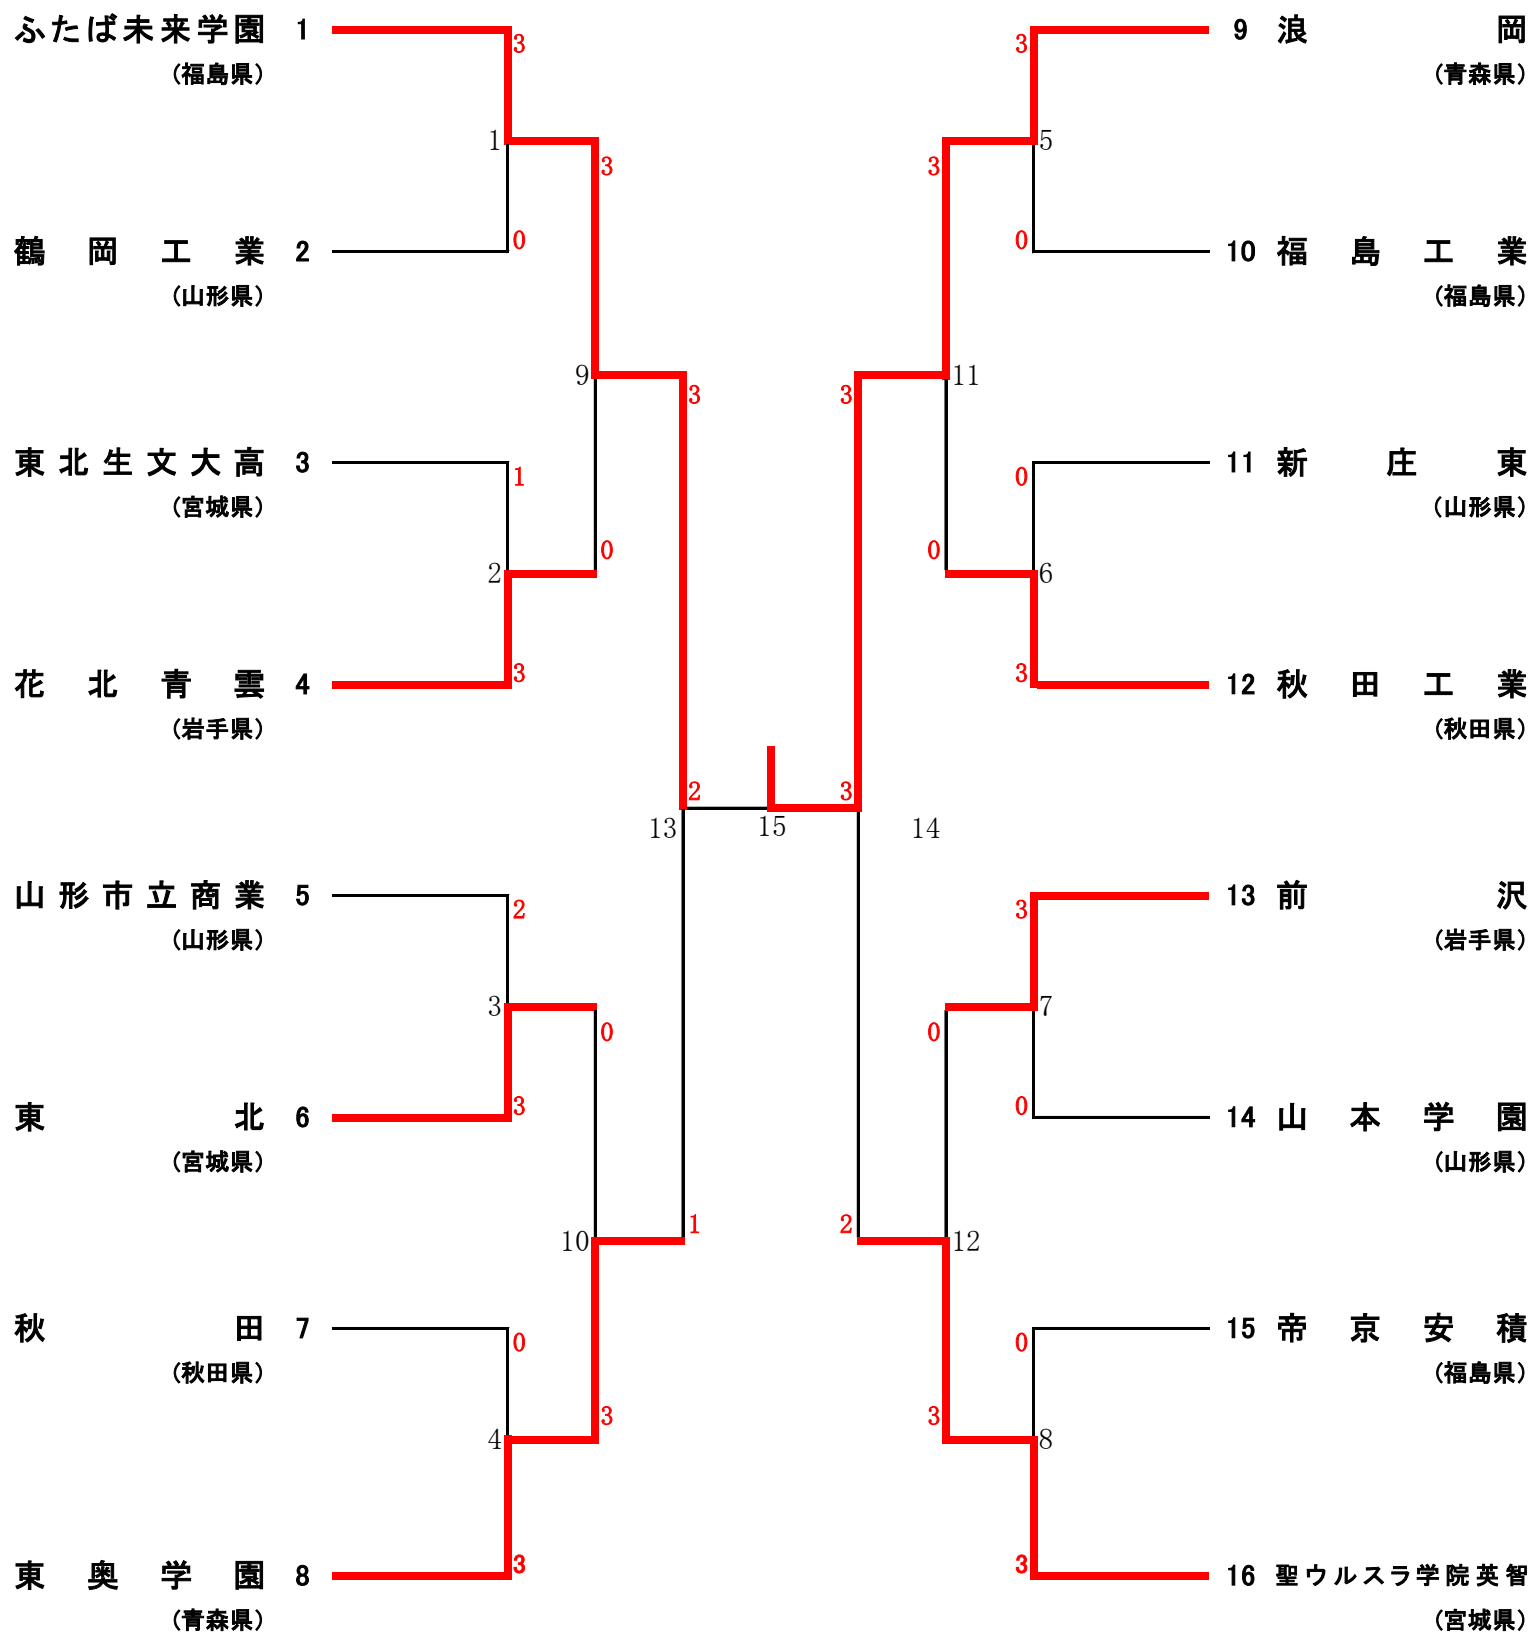 ふたば未来学園 1
（福島県）
3
1
3
0
鶴岡工業 2
（山形県）
9
3
東北生文大高 3
（宮城県）
1
2
0
3
花北青雲 4
（岩手県）
2
13
15
山形市立商業 5
（山形県）
2
3
0
3
東北 6
（宮城県）
10
1
秋田 7
（秋田県）
0
3
4
3
東奥学園 8
（青森県）
9 浪岡
（青森県）
3
5
3
0
10 福島工業
（福島県）
11
3
11 新庄東
（山形県）
0
0
6
3
12 秋田工業
（秋田県）
3
14
13 前沢
（岩手県）
3
7
0
0
14 山本学園
（山形県）
2
12
15 帝京安積
（福島県）
0
3
8
3
16 聖ウルスラ学院英智
（宮城県）